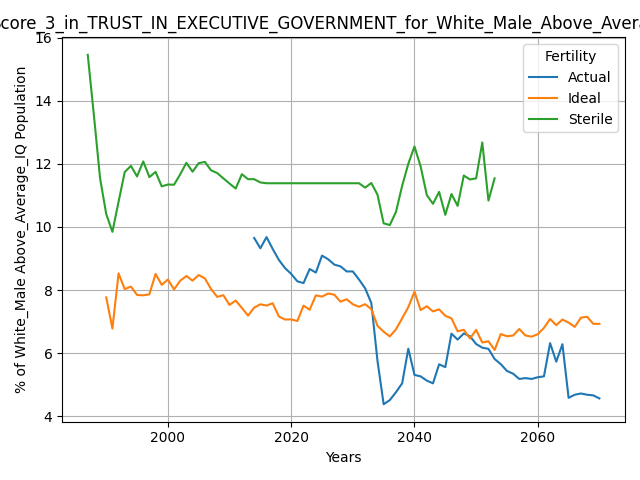 core_3_in_TRUST_IN_EXECUTIVE_GOVERNMENT_for_White_Male_Above_Avera
% of White_Male Above_Average_IQ Population
16
14
12
10
8
6
4
Fertility
Actual
Ideal
Sterile
2000
2020
2040
2060
Years